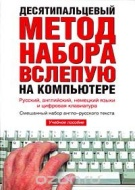 ДЕСЯТИПАЛЬЦЕВЫЙ
МЕТОД
НАБОРА
ВСЛЕПУЮ
НА КОМПЬЮТЕРЕ
Русский, английский, немецкий языки
и цифровая клавиатура
Смешанный набор англо-русского текста
Учебное пособие